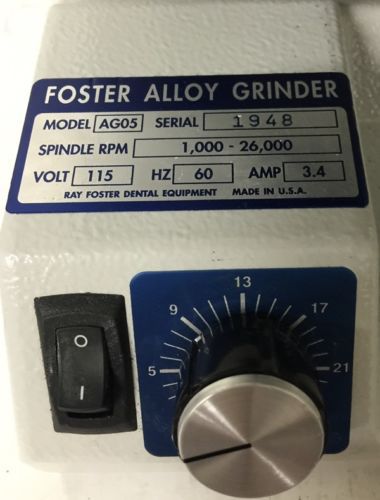 FOSTER ALLOY GRINDER
MODEL AG05 SERIAL 1948
SPINDLE RPM 1,000 - 26,000
VOLT 115 HZ 60 AMP 3.4
RAY FOSTER DENTAL EQUIPMENT MADE IN U.S.A.
13
9 17
5 21
O
I